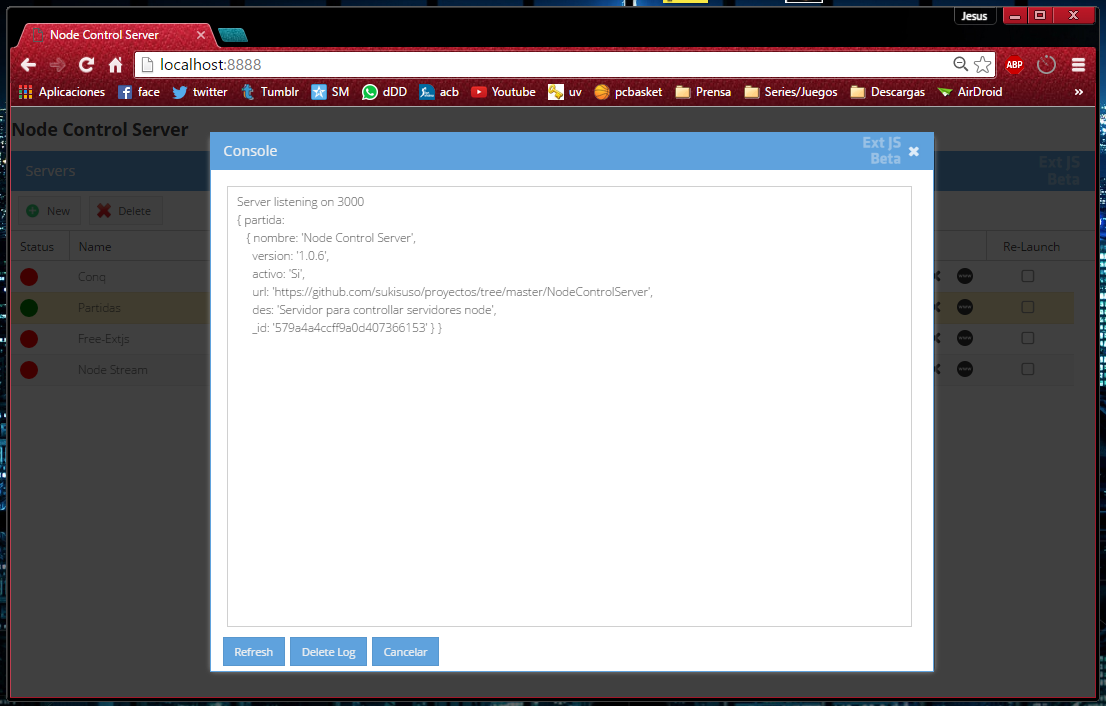 Jesus
Node Control Server
localhost:8888
ABP
Aplicaciones face twitter Tumblr SM dDD acb Youtube uv pcbasket Prensa Series/Juegos Descargas AirDroid »
Node Control Server
Servers
Ext JS
Beta
New Delete
Status Name Re-Launch
Conq
Partidas
Free-Extjs
Node Stream
Console
Ext JS
Beta
Server listening on 3000
{ partida:
{ nombre: 'Node Control Server',
version: '1.0.6',
activo: 'Si',
url: 'https://github.com/sukisuso/proyectos/tree/master/NodeControlServer',
des: 'Servidor para controllar servidores node',
_id: '579a4a4ccff9a0d407366153' } }
Refresh Delete Log Cancelar